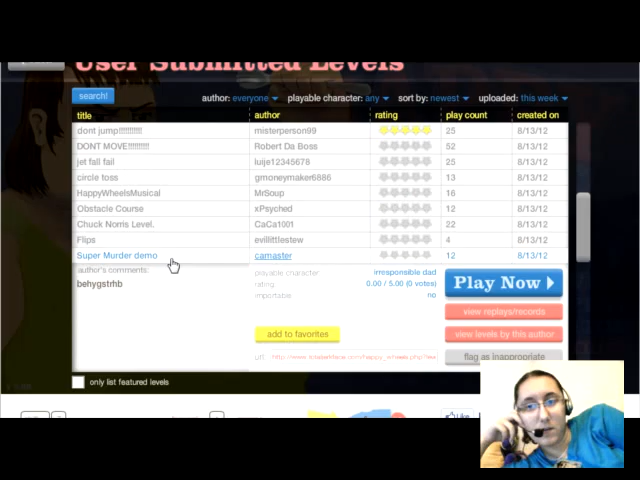 User Submitted Levels
search!
author: everyone playable character: any sort by: newest uploaded: this week
title author rating play count created on
dont jump!!!!!!!!!!! misterperson99 25 8/13/12
DONT MOVE!!!!!!!!!! Robert Da Boss 52 8/13/12
jet fall fail luije12345678 25 8/13/12
circle toss gmoneymaker6886 13 8/13/12
HappyWheelsMusical MrSoup 16 8/13/12
Obstacle Course xPsyched 12 8/13/12
Chuck Norris Level. CaCa1001 22 8/13/12
Flips evillittlestew 4 8/13/12
Super Murder demo camaster 12 8/13/12
author's comments:
behygstrhb
playable character irresponsible dad
rating 0.00 / 5.00 (0 votes)
importable no
Play Now
view replays/records
add to favorites
view levels by this author
url:
flag as inappropriate
only list featured levels
Like